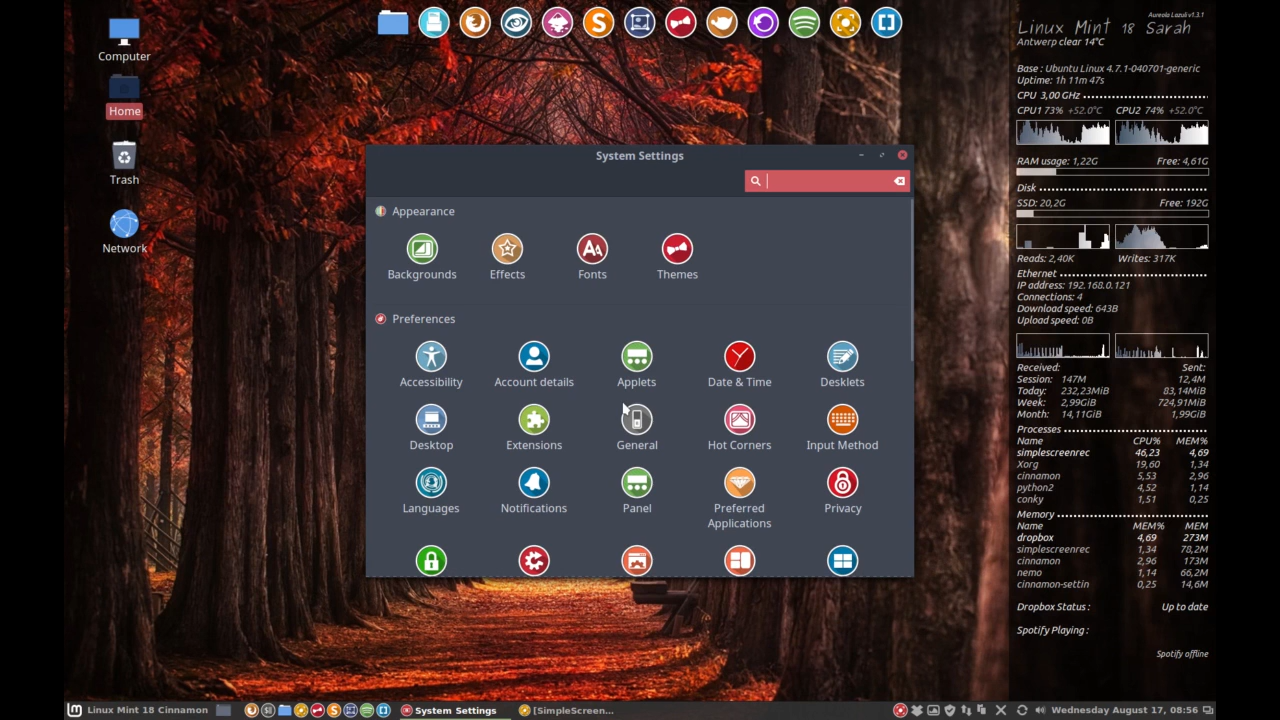 Computer
Home
Trash
Network
System Settings
Appearance
Backgrounds
Effects
Fonts
Themes
Preferences
Accessibility
Account details
Applets
Date & Time
Desklets
Desktop
Extensions
General
Hot Corners
Input Method
Languages
Notifications
Panel
Preferred
Applications
Privacy
Aureola Lazuli v1.3.1
Linux Mint 18 Sarah
Antwerp clear 14°C
Base : Ubuntu Linux 4.7.1-040701-generic
Uptime: 1h 11m 47s
CPU 3,00 GHz
CPU1 73% +52.0°C CPU2 74% +52.0°C
RAM usage: 1,22G Free: 4,61G
Disk
SSD: 20,2G Free: 192G
Reads: 2,40K Writes: 317K
Ethernet
IP address: 192.168.0.121
Connections: 4
Download speed: 643B
Upload speed: 0B
Received: Sent:
Session: 147M 12,4M
Today: 232,23MiB 83,14MiB
Week: 2,99GiB 724,91MiB
Month: 14,11GiB 1,99GiB
Processes
Name CPU% MEM%
simplescreenrec 46,23 4,69
Xorg 19,60 1,34
cinnamon 5,53 2,96
python2 4,52 1,14
conky 1,51 0,25
Memory
Name MEM% MEM
dropbox 4,69 273M
simplescreenrec 1,34 78,2M
cinnamon 2,96 173M
nemo 1,14 66,2M
cinnamon-settin 0,25 14,6M
Dropbox Status : Up to date
Spotify Playing :
Spotify offline
Linux Mint 18 Cinnamon
System Settings
[SimpleScreen...
Wednesday August 17, 08:56